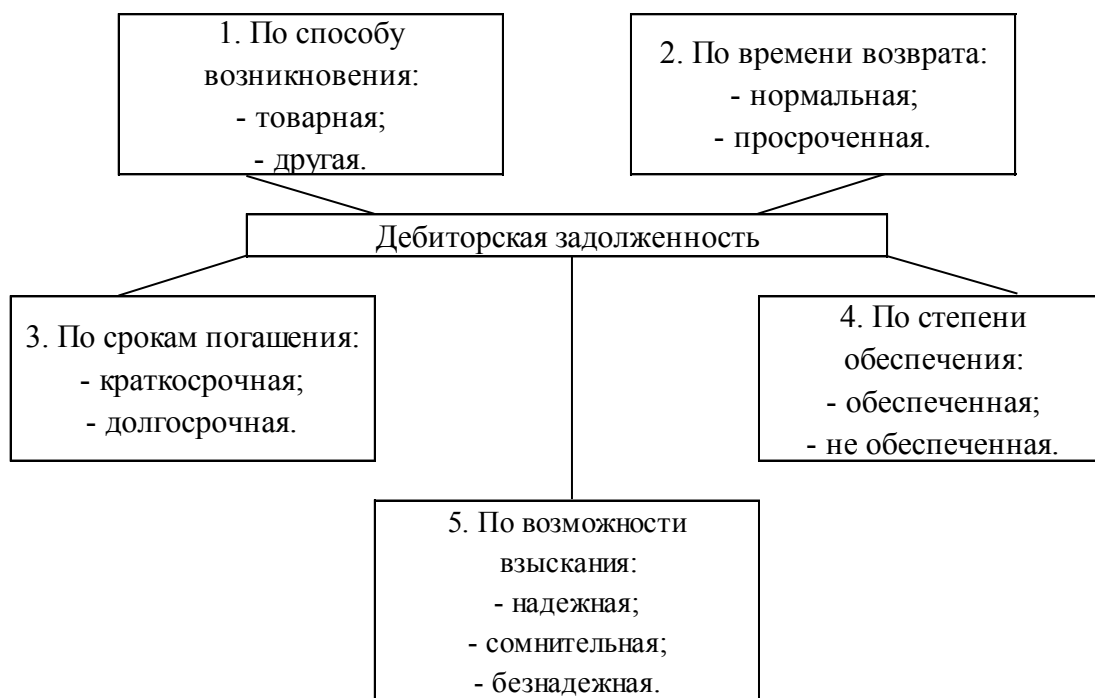 1. По способу
возникновения:
- товарная;
- другая.
2. По времени возврата:
- нормальная;
- просроченная.
Дебиторская задолженность
3. По срокам погашения:
- краткосрочная;
- долгосрочная.
4. По степени
обеспечения:
- обеспеченная;
- не обеспеченная.
5. По возможности
взыскания:
- надежная;
- сомнительная;
- безнадежная.